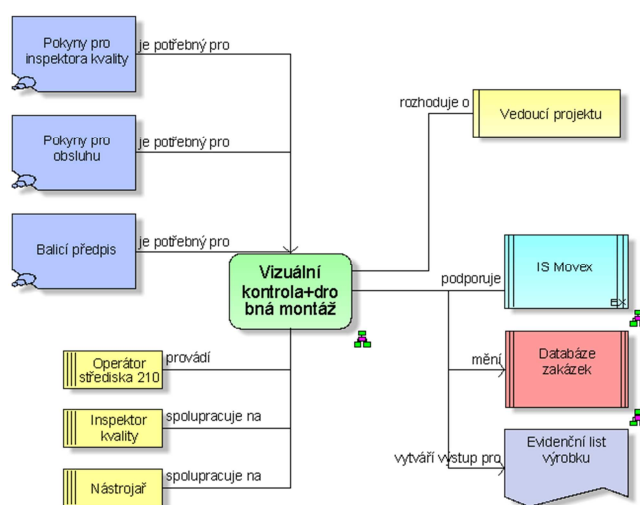 Pokyny pro
inspektora kvality
je potřebný pro
Pokyny pro
obsluhu
je potřebný pro
Balicí předpis
je potřebný pro
Vizuální
kontrola+dro
bná montáž
Operátor
střediska 210
provádí
Inspektor
kvality
spolupracuje na
Nástrojař
spolupracuje na
rozhoduje o
Vedoucí projektu
podporuje
IS Movex
EX
mění
Databáze
zakázek
vytváří výstup pro
Evidenční list
výrobku